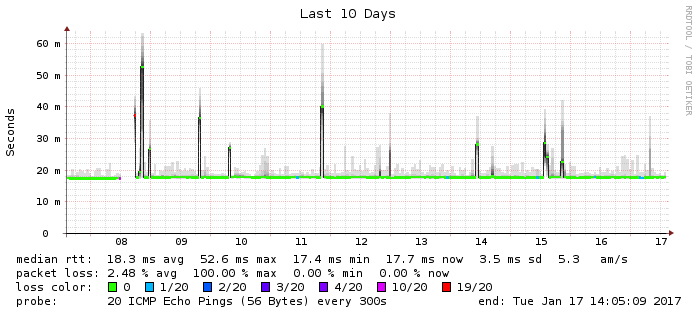 Last 10 Days
RRDTOOL / TOBI OETIKER
Seconds
60 m
50 m
40 m
30 m
20 m
10 m
0
08 09 10 11 12 13 14 15 16 17
median rtt: 18.3 ms avg 52.6 ms max 17.4 ms min 17.7 ms now 3.5 ms sd 5.3 am/s
packet loss: 2.48 % avg 100.00 % max 0.00 % min 0.00 % now
loss color: 0 1/20 2/20 3/20 4/20 10/20 19/20
probe: 20 ICMP Echo Pings (56 Bytes) every 300s end: Tue Jan 17 14:05:09 2017